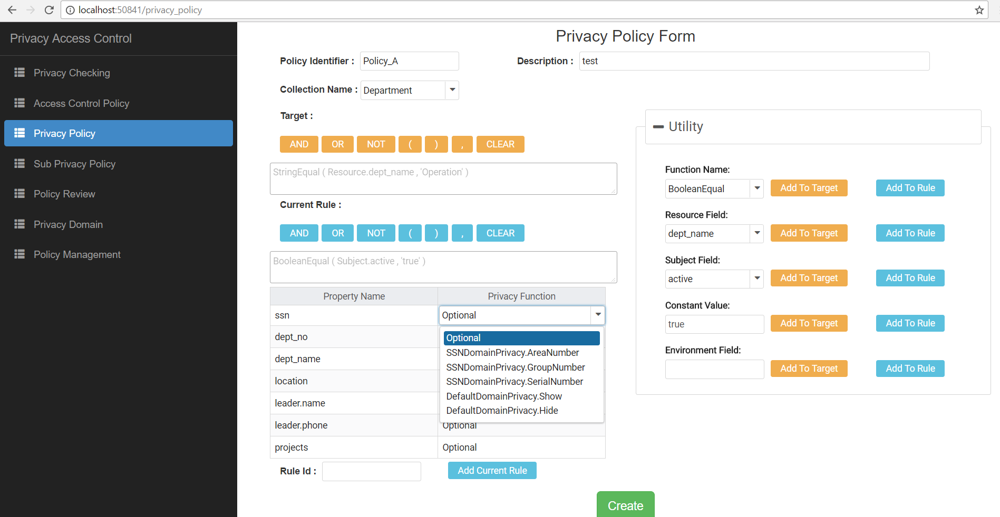 localhost:50841/privacy_policy
Privacy Access Control
Privacy Checking
Access Control Policy
Privacy Policy
Sub Privacy Policy
Policy Review
Privacy Domain
Policy Management
Privacy Policy Form
Policy Identifier : Policy_A Description : test
Collection Name : Department
Target :
AND OR NOT ( ) , CLEAR
StringEqual ( Resource.dept_name , 'Operation' )
Current Rule :
AND OR NOT ( ) , CLEAR
BooleanEqual ( Subject.active , 'true' )
Property Name Privacy Function
ssn Optional
dept_no
dept_name
location
leader.name
leader.phone Optional
projects Optional
Optional
SSNDomainPrivacy.AreaNumber
SSNDomainPrivacy.GroupNumber
SSNDomainPrivacy.SerialNumber
DefaultDomainPrivacy.Show
DefaultDomainPrivacy.Hide
Rule Id : Add Current Rule
Utility
Function Name:
BooleanEqual Add To Target Add To Rule
Resource Field:
dept_name Add To Target Add To Rule
Subject Field:
active Add To Target Add To Rule
Constant Value:
true Add To Target Add To Rule
Environment Field:
Add To Target Add To Rule
Create